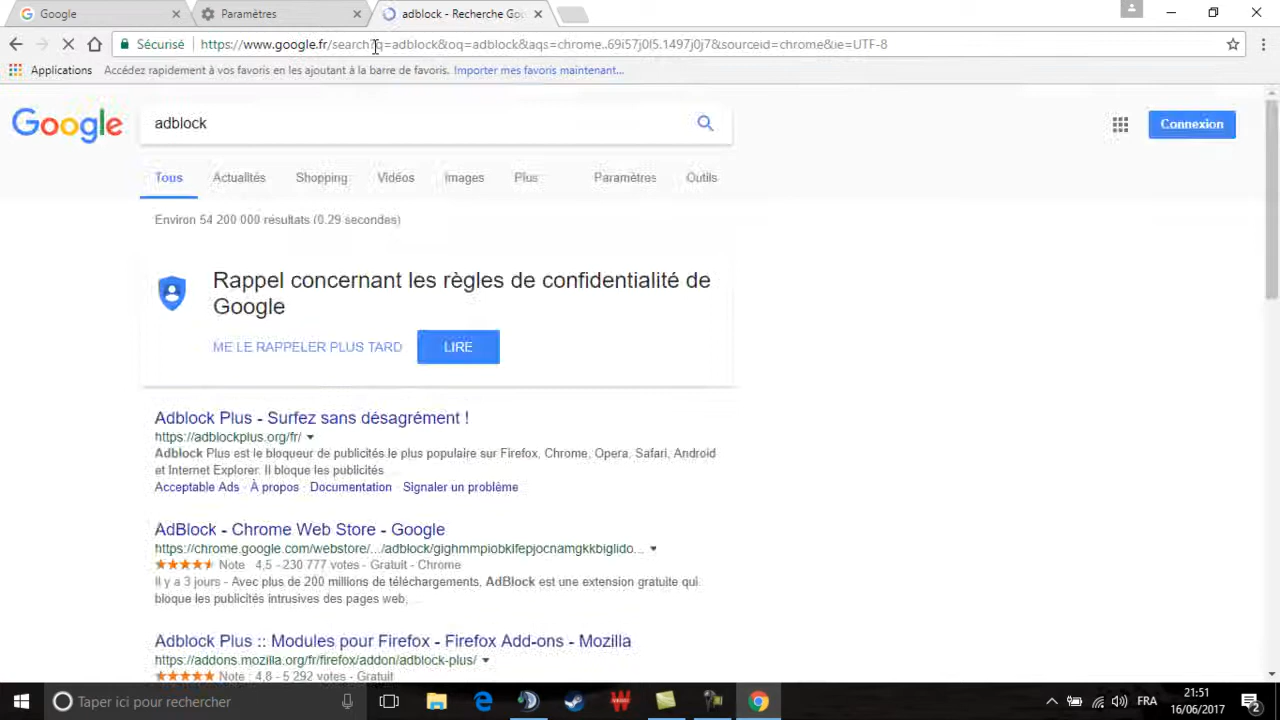 Google
Paramètres
adblock - Recherche Goo
Sécurisé
https://www.google.fr/search?q=adblock&oq=adblock&aqs=chrome..69i57j0l5.1497j0j7&sourceid=chrome&ie=UTF-8
Applications
Accédez rapidement à vos favoris en les ajoutant à la barre de favoris. Importer mes favoris maintenant...
Google
adblock
Connexion
Tous Actualités Shopping Vidéos Images Plus Paramètres Outils
Environ 54 200 000 résultats (0.29 secondes)
Rappel concernant les règles de confidentialité de
Google
ME LE RAPPELER PLUS TARD LIRE
Adblock Plus - Surfez sans désagrément !
https://adblockplus.org/fr/
Adblock Plus est le bloqueur de publicités le plus populaire sur Firefox, Chrome, Opera, Safari, Android
et Internet Explorer. Il bloque les publicités
Acceptable Ads · À propos · Documentation · Signaler un problème
AdBlock - Chrome Web Store - Google
https://chrome.google.com/webstore/.../adblock/gighmmpiobklfepjocnamgkkbiglido...
Note : 4,5 - 230 777 votes - Gratuit - Chrome
Il y a 3 jours - Avec plus de 200 millions de téléchargements, AdBlock est une extension gratuite qui
bloque les publicités intrusives des pages web,
Adblock Plus :: Modules pour Firefox - Firefox Add-ons - Mozilla
https://addons.mozilla.org/fr/firefox/addon/adblock-plus/
Note : 4,8 - 5 292 votes - Gratuit
Taper ici pour rechercher
FRA
21:51
16/06/2017
2